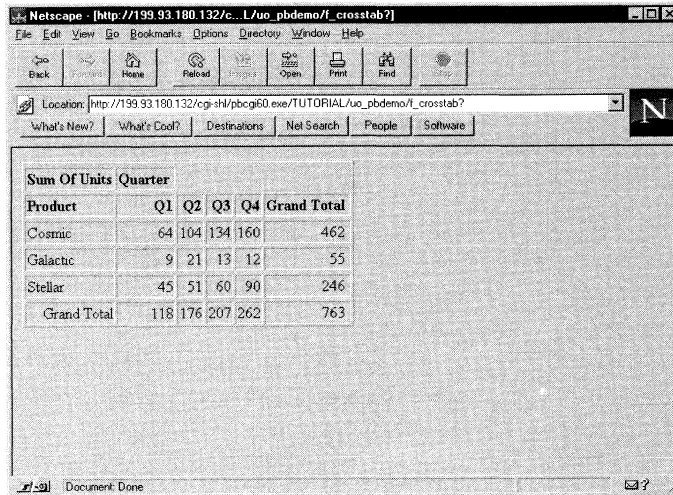 Netscape - [http://199.93.180.132/c...L/uo_pbdemo/f_crosstab?]
File Edit View Go Bookmarks Options Directory Window Help
Back Forward Home Reload Images Open Print Find Stop
Location: http://199.93.180.132/cgi-shl/pbcgi60.exe/TUTORIAL/uo_pbdemo/f_crosstab?
N
What's New? What's Cool? Destinations Net Search People Software
Sum Of Units Quarter
Product Q1 Q2 Q3 Q4 Grand Total
Cosmic 64 104 134 160 462
Galactic 9 21 13 12 55
Stellar 45 51 60 90 246
Grand Total 118 176 207 262 763
Document: Done